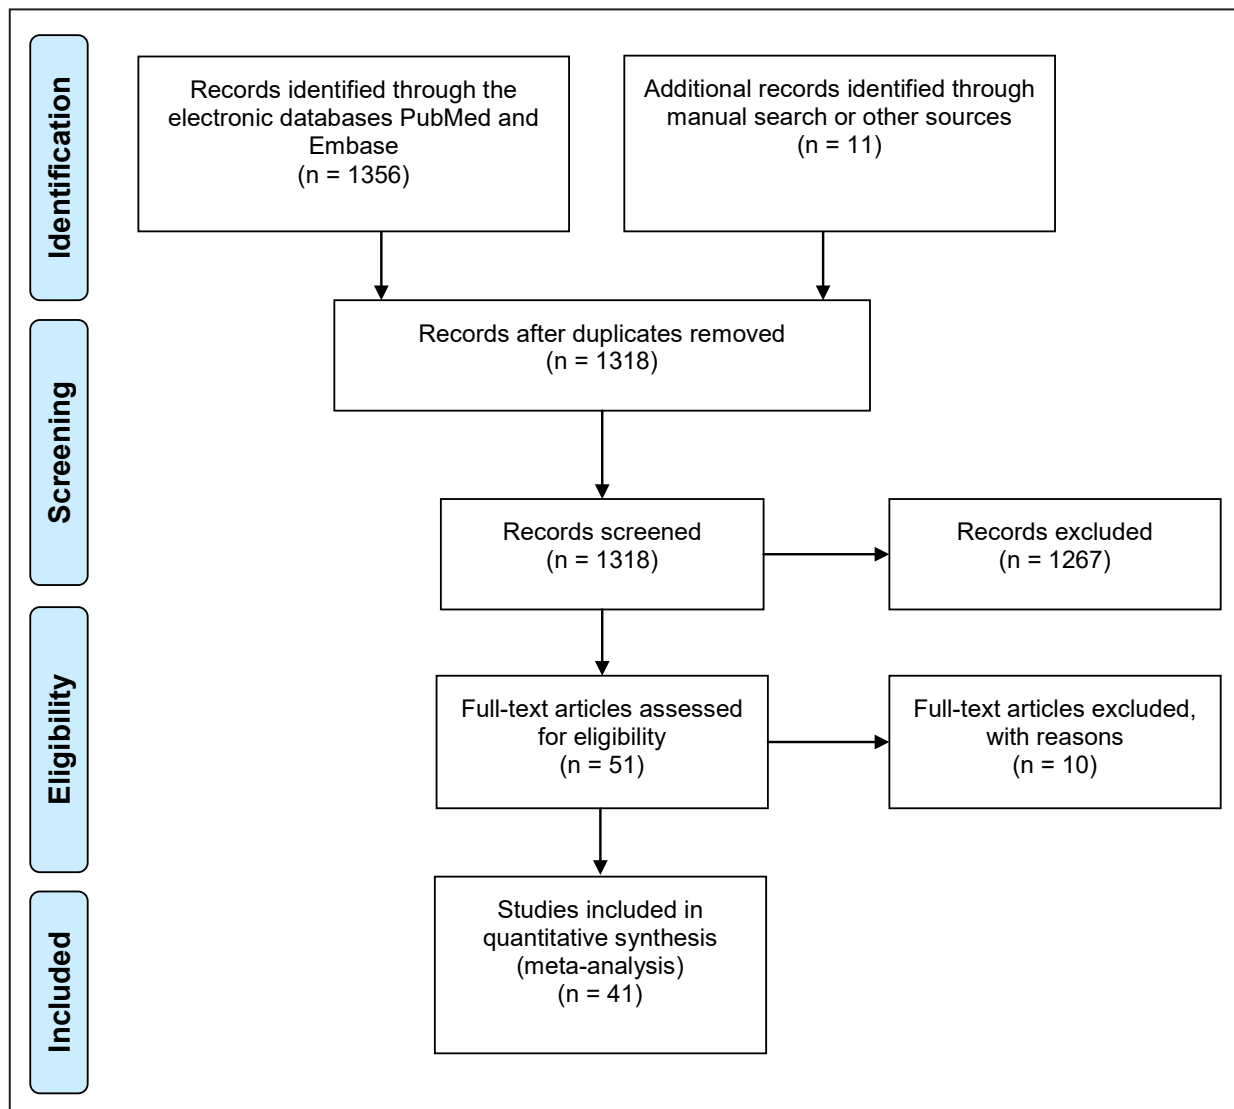 Identification
Records identified through the
electronic databases PubMed and
Embase
(n = 1356)
Additional records identified through
manual search or other sources
(n = 11)
Records after duplicates removed
(n = 1318)
Screening
Records screened
(n = 1318)
Records excluded
(n = 1267)
Eligibility
Full-text articles assessed
for eligibility
(n = 51)
Full-text articles excluded,
with reasons
(n = 10)
Included
Studies included in
quantitative synthesis
(meta-analysis)
(n = 41)